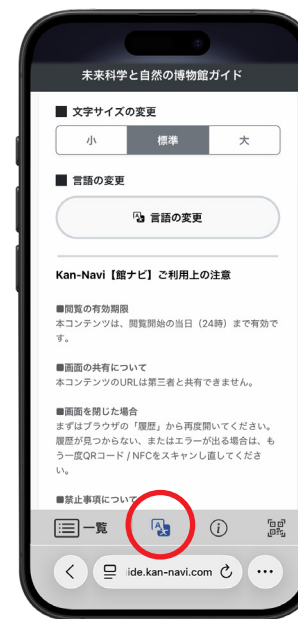 未来科学と自然の博物館ガイド
■ 文字サイズの変更
小 標準 大
■ 言語の変更
言語の変更
Kan-Navi【館ナビ】ご利用上の注意
■閲覧の有効期限
本コンテンツは、閲覧開始の当日（24時）まで有効で
す。
■画面の共有について
本コンテンツのURLは第三者と共有できません。
■画面を閉じた場合
まずはブラウザの「履歴」から再度開いてください。
履歴が見つからない、またはエラーが出る場合は、も
う一度QRコード / NFCをスキャンし直してくださ
い。
■禁止事項について
一覧
ide.kan-navi.com